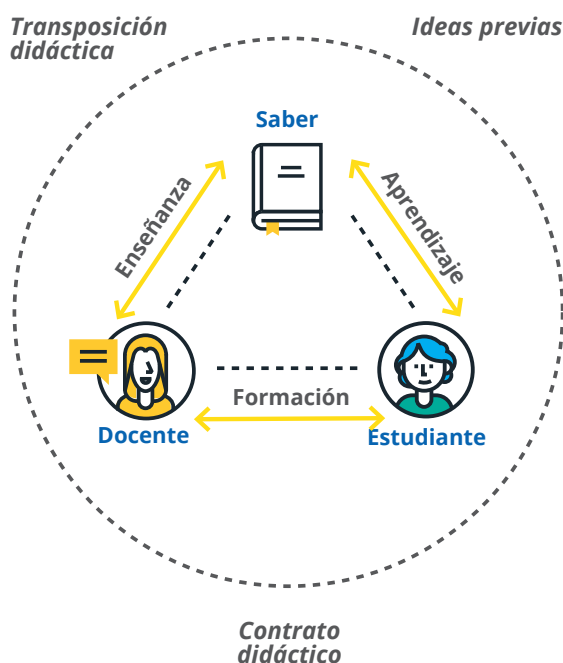 Transposición
didáctica
Ideas previas
Saber
Enseñanza
Aprendizaje
Formación
Docente
Estudiante
Contrato
didáctico